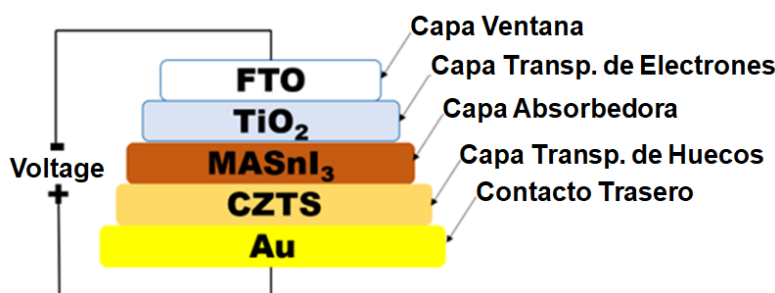 Capa Ventana
FTO
Capa Transp. de Electrones
TiO₂
Capa Absorbedora
MASnI₃
Capa Transp. de Huecos
CZTS
Contacto Trasero
Au
-
Voltage
+